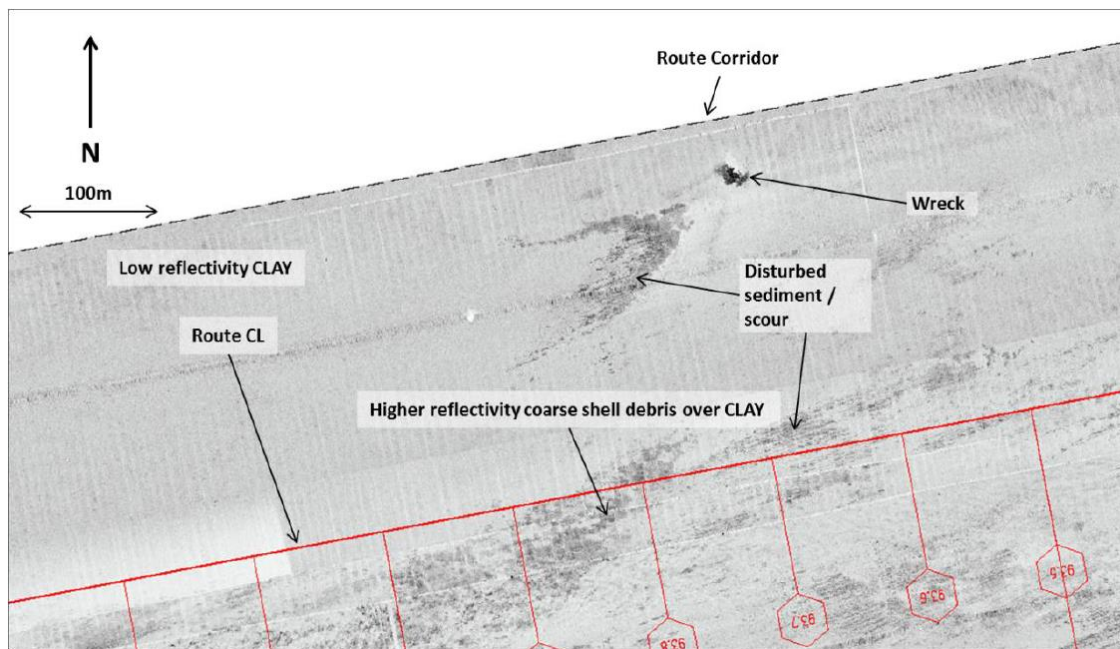 Route Corridor
N
100m
Wreck
Low reflectivity CLAY
Disturbed
sediment /
scour
Route CL
Higher reflectivity coarse shell debris over CLAY
93.5
93.6
93.7
93.8